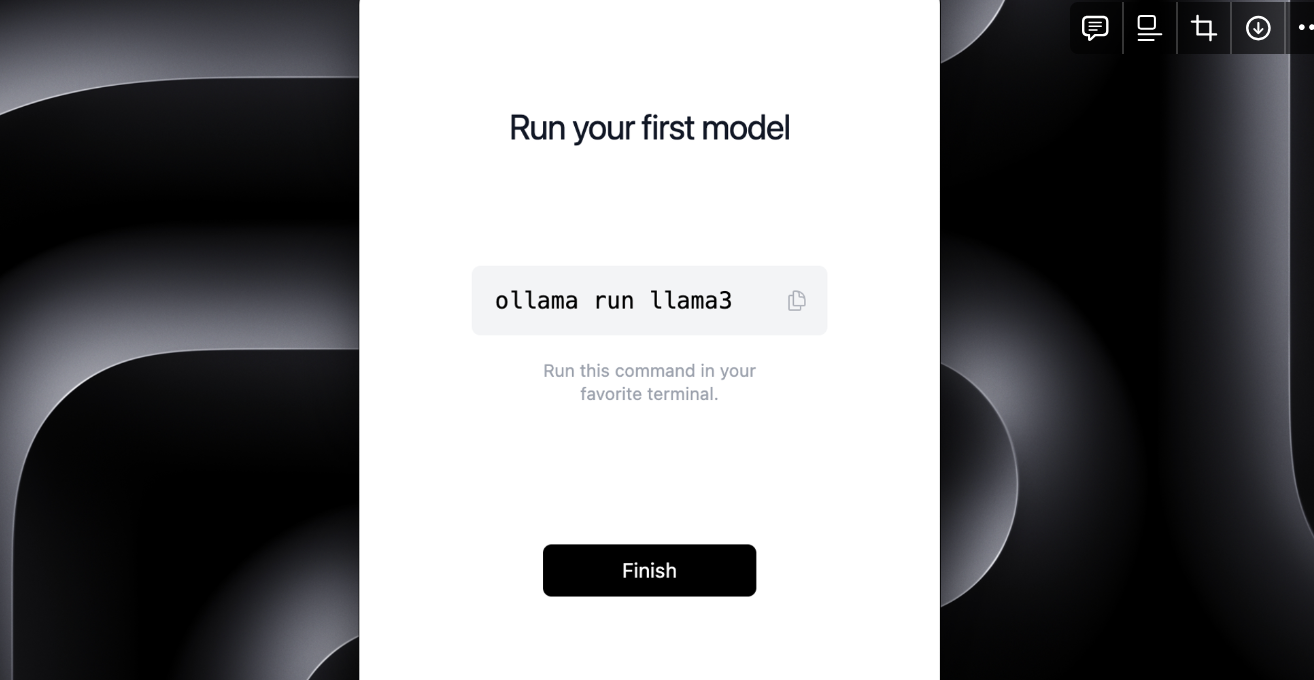 Run your first model
ollama run llama3
Run this command in your
favorite terminal.
Finish